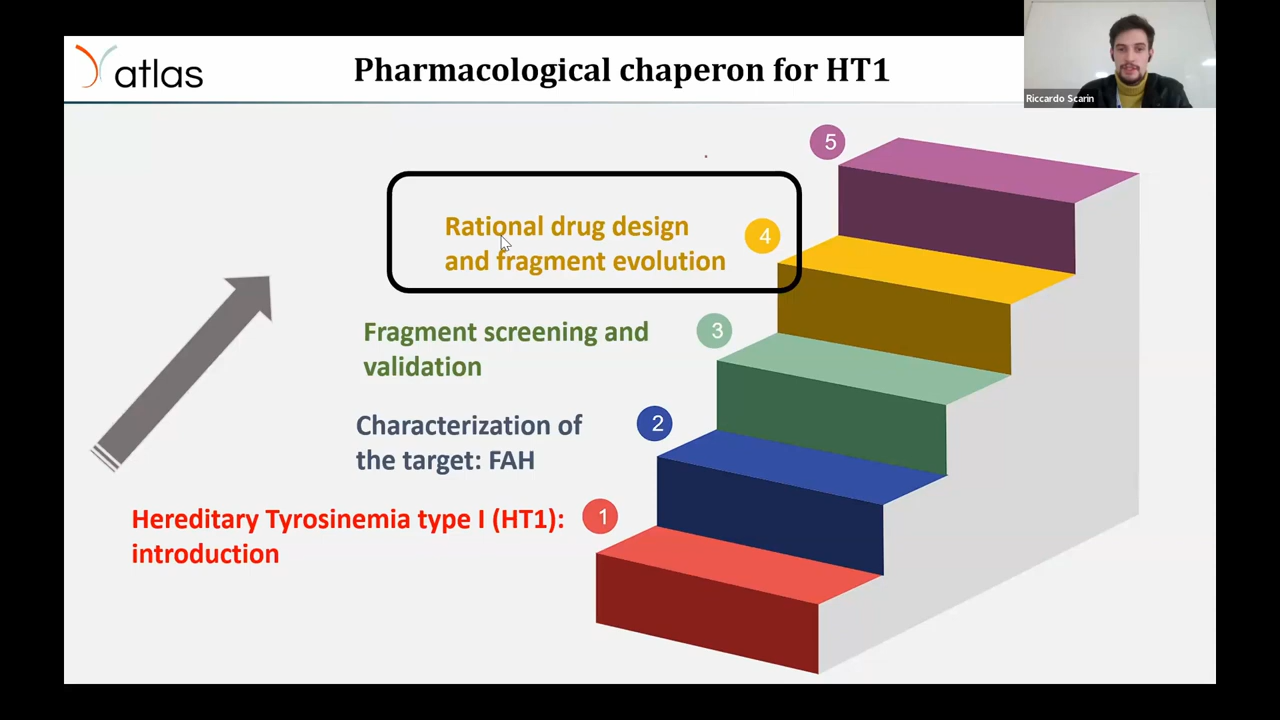 atlas
Pharmacological chaperon for HT1
Riccardo Scarin
5
Rational drug design
and fragment evolution
4
Fragment screening and
validation
3
Characterization of
the target: FAH
2
Hereditary Tyrosinemia type I (HT1):
introduction
1